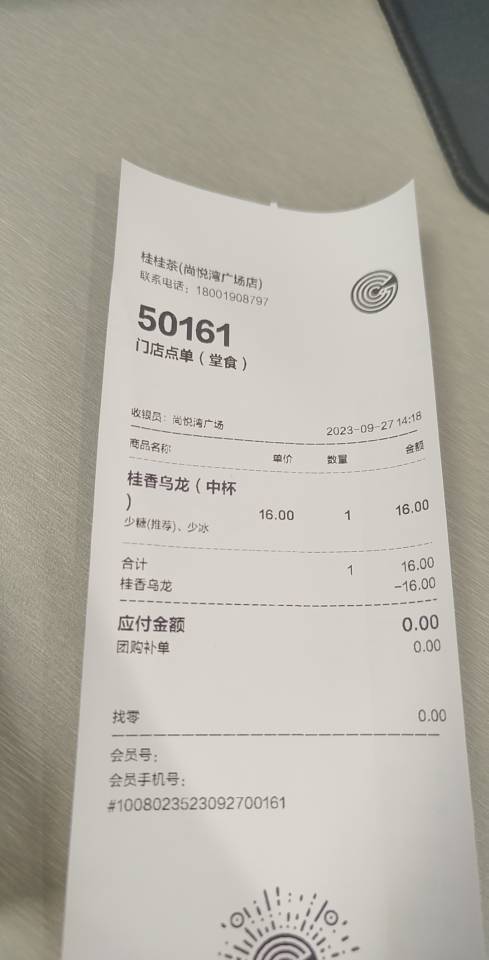 桂桂茶(尚悦湾广场店)
联系电话：18001908797
50161
门店点单（堂食）
收银员：尚悦湾广场 2023-09-27 14:18
商品名称 单价 数量 金额
桂香乌龙（中杯
） 16.00 1 16.00
少糖(推荐)、少冰
合计 1 16.00
桂香乌龙 -16.00
应付金额 0.00
团购补单 0.00
找零 0.00
会员号：
会员手机号：
#1008023523092700161